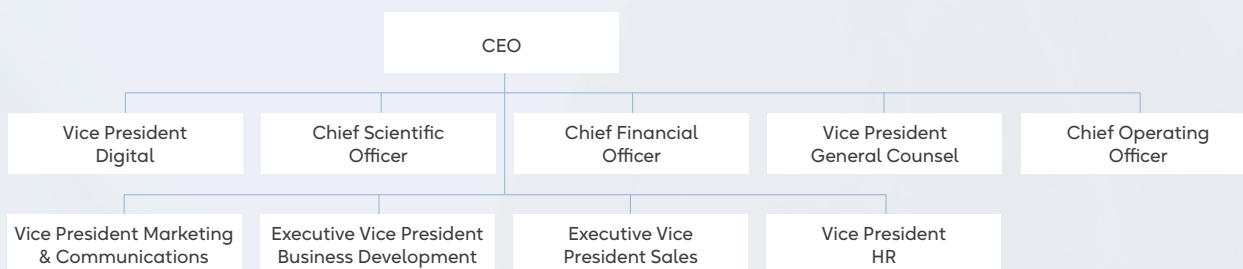 CEO
Vice President
Digital
Chief Scientific
Officer
Chief Financial
Officer
Vice President
General Counsel
Chief Operating
Officer
Vice President Marketing
& Communications
Executive Vice President
Business Development
Executive Vice
President Sales
Vice President
HR